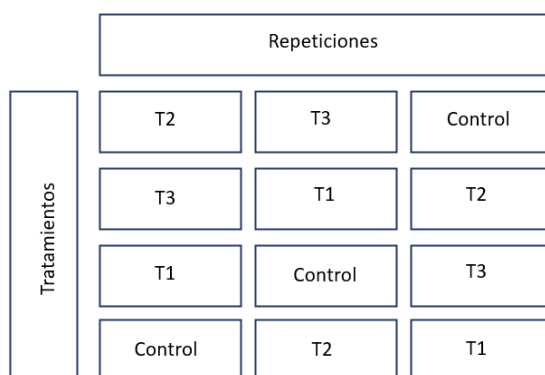 Repeticiones
Tratamientos
T2 T3 Control
T3 T1 T2
T1 Control T3
Control T2 T1